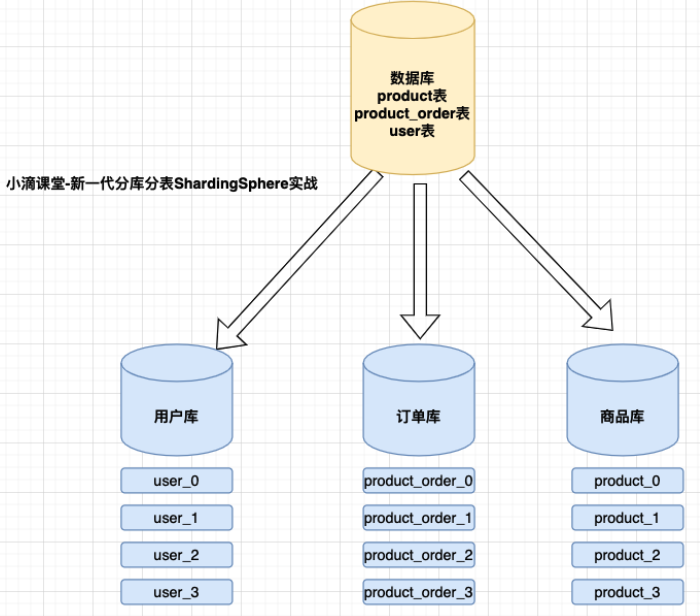 数据库
product表
product_order表
user表
小滴课堂-新一代分库分表ShardingSphere实战
用户库
订单库
商品库
user_0
product_order_0
product_0
user_1
product_order_1
product_1
user_2
product_order_2
product_2
user_3
product_order_3
product_3